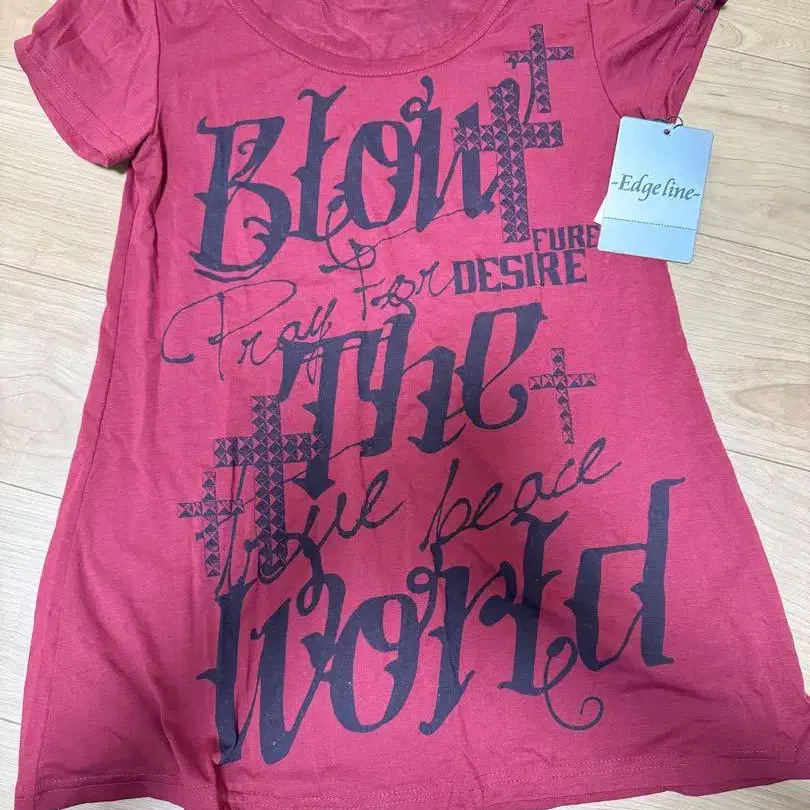 Blow
-Edgeline-
FURE
Pray For DESIRE
The
true peace
World